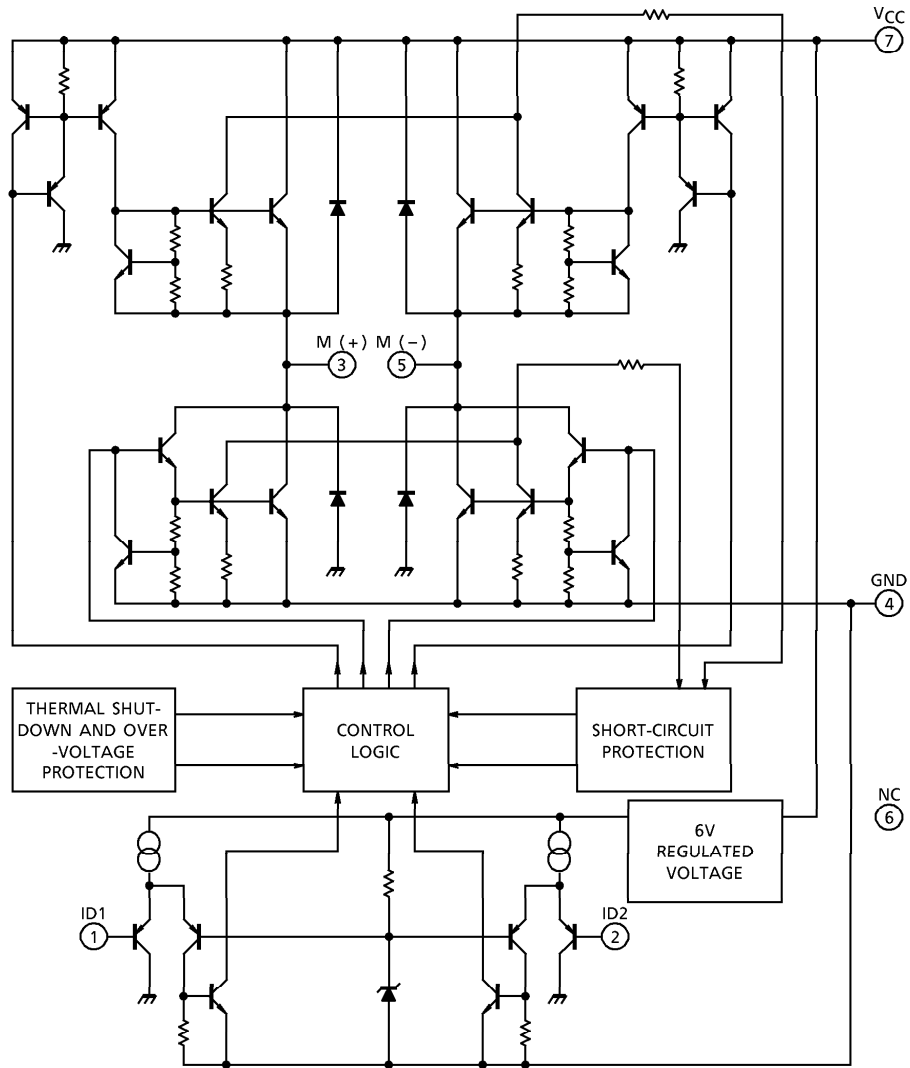 VCC
7
M (+)
M (−)
3
5
GND
4
THERMAL SHUT-
DOWN AND OVER
-VOLTAGE
PROTECTION
CONTROL
LOGIC
SHORT-CIRCUIT
PROTECTION
NC
6
6V
REGULATED
VOLTAGE
ID1
1
ID2
2